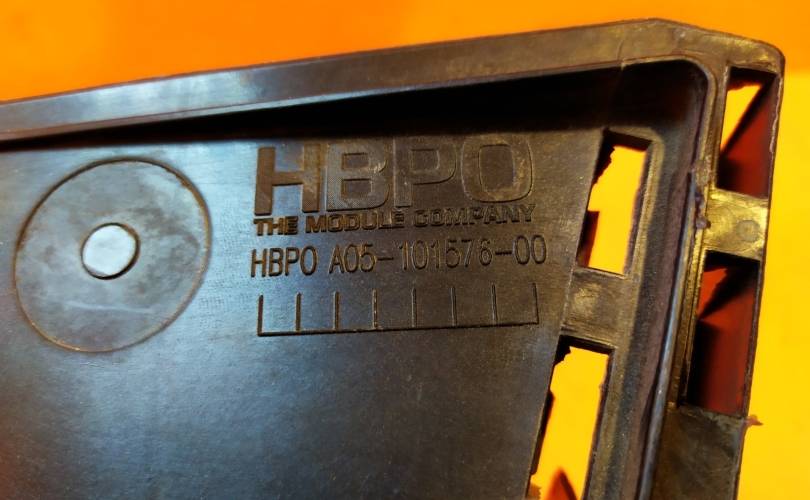 HBPO
THE MODULE COMPANY
HBPO A05-101576-00